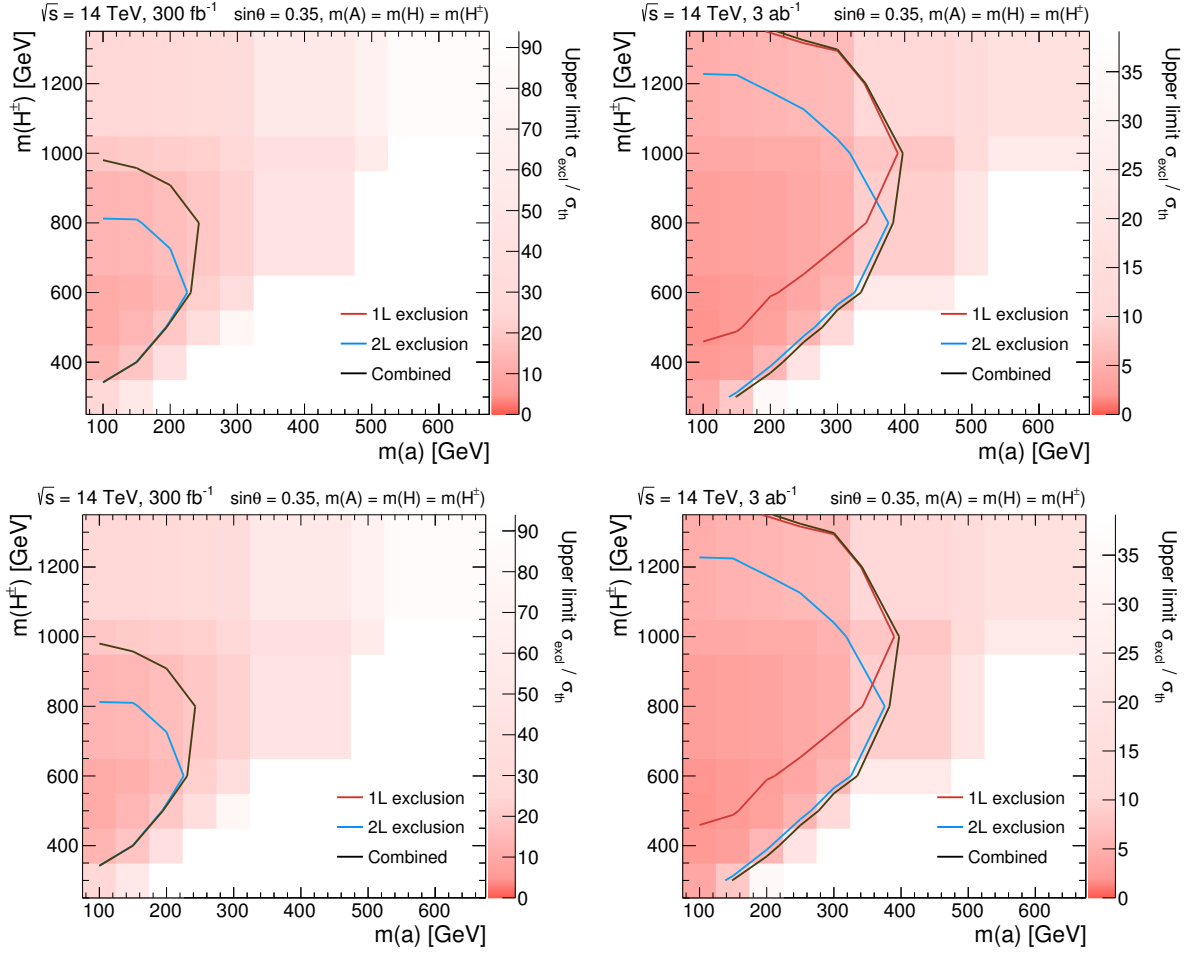 √s = 14 TeV, 300 fb⁻¹ sinθ = 0.35, m(A) = m(H) = m(H±)
m(H±) [GeV]
1200
1000
800
600
400
100 200 300 400 500 600
m(a) [GeV]
1L exclusion
2L exclusion
Combined
90
80
70
60
50
40
30
20
10
0
Upper limit σexcl / σth
√s = 14 TeV, 3 ab⁻¹ sinθ = 0.35, m(A) = m(H) = m(H±)
m(H±) [GeV]
1200
1000
800
600
400
100 200 300 400 500 600
m(a) [GeV]
1L exclusion
2L exclusion
Combined
35
30
25
20
15
10
5
0
Upper limit σexcl / σth
√s = 14 TeV, 300 fb⁻¹ sinθ = 0.35, m(A) = m(H) = m(H±)
m(H±) [GeV]
1200
1000
800
600
400
100 200 300 400 500 600
m(a) [GeV]
1L exclusion
2L exclusion
Combined
90
80
70
60
50
40
30
20
10
0
Upper limit σexcl / σth
√s = 14 TeV, 3 ab⁻¹ sinθ = 0.35, m(A) = m(H) = m(H±)
m(H±) [GeV]
1200
1000
800
600
400
100 200 300 400 500 600
m(a) [GeV]
1L exclusion
2L exclusion
Combined
35
30
25
20
15
10
5
0
Upper limit σexcl / σth